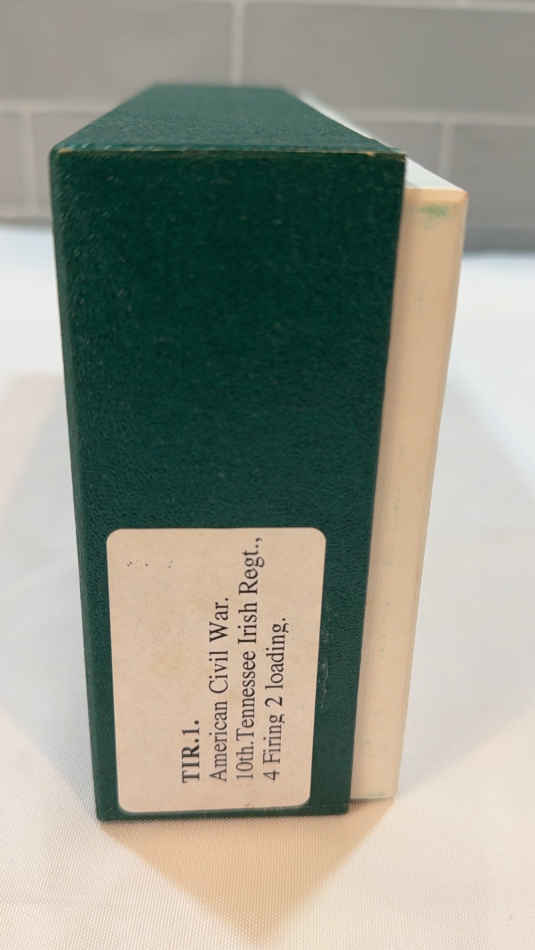 TIR.1.
American Civil War.
10th.Tennessee Irish Regt.,
4 Firing 2 loading.